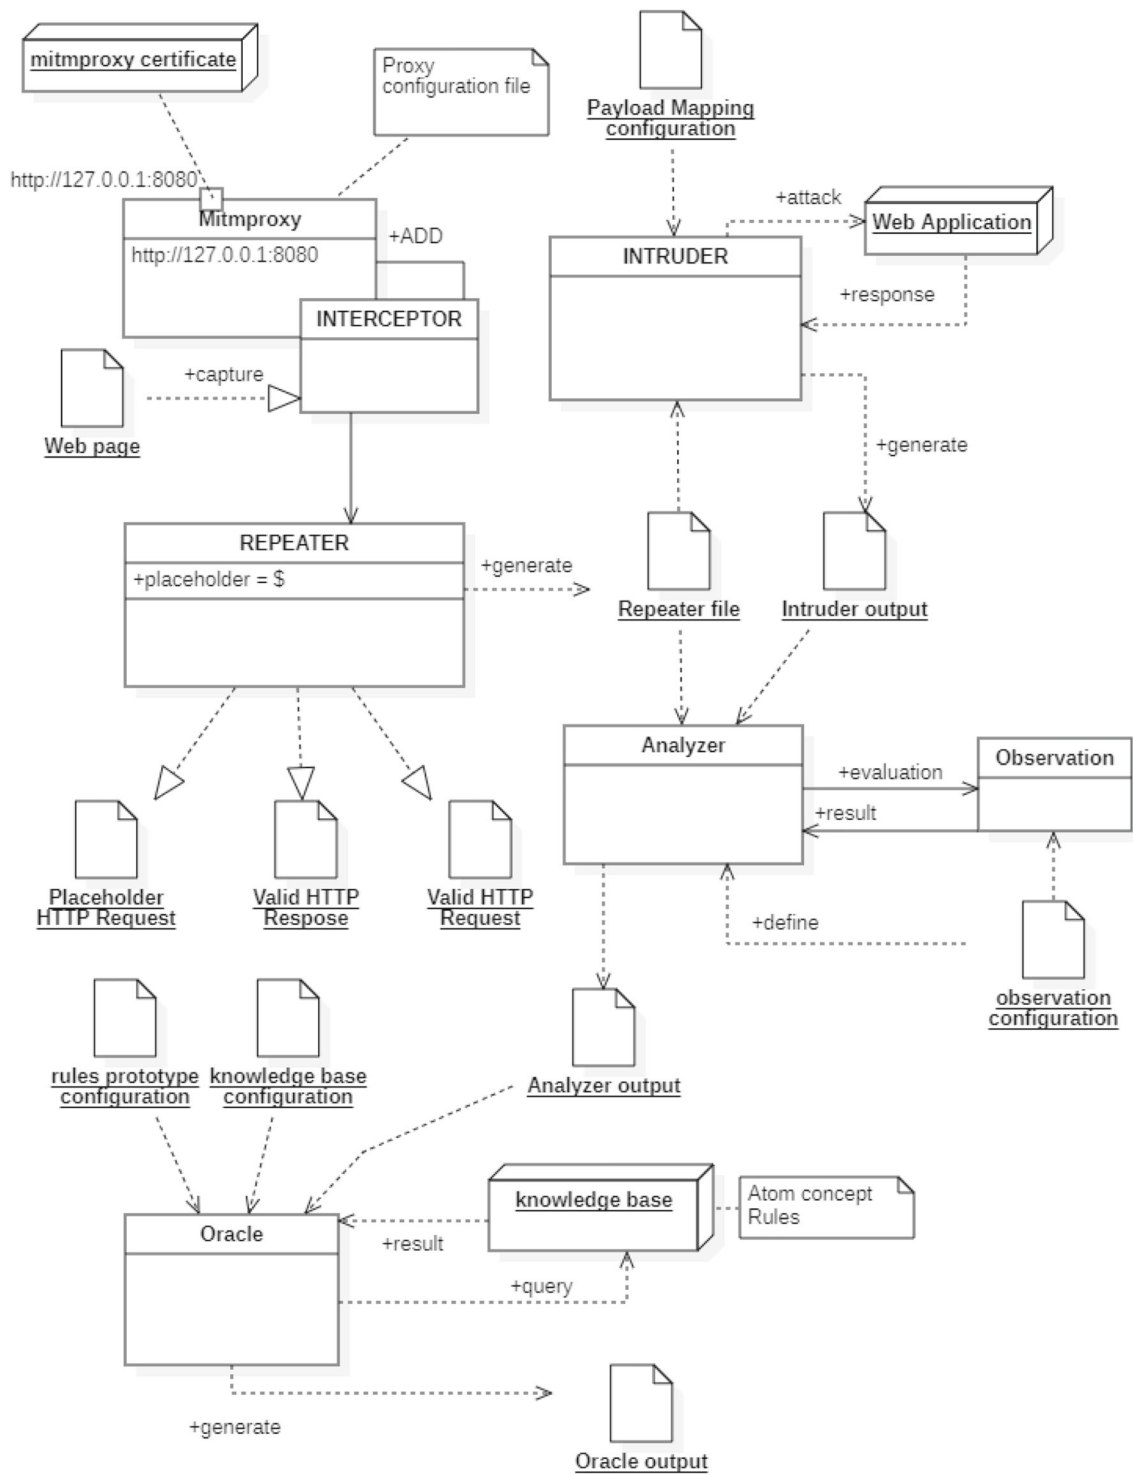 mitmproxy certificate
Proxy
configuration file
http://127.0.0.1:8080
Mitmproxy
http://127.0.0.1:8080
+ADD
INTERCEPTOR
+capture
Web page
Payload Mapping
configuration
+attack
Web Application
INTRUDER
+response
+generate
REPEATER
+placeholder = $
+generate
Repeater file
Intruder output
Placeholder
HTTP Request
Valid HTTP
Respose
Valid HTTP
Request
Analyzer
+evaluation
+result
Observation
+define
observation
configuration
rules prototype
configuration
knowledge base
configuration
Analyzer output
Oracle
+result
knowledge base
Atom concept
Rules
+query
+generate
Oracle output